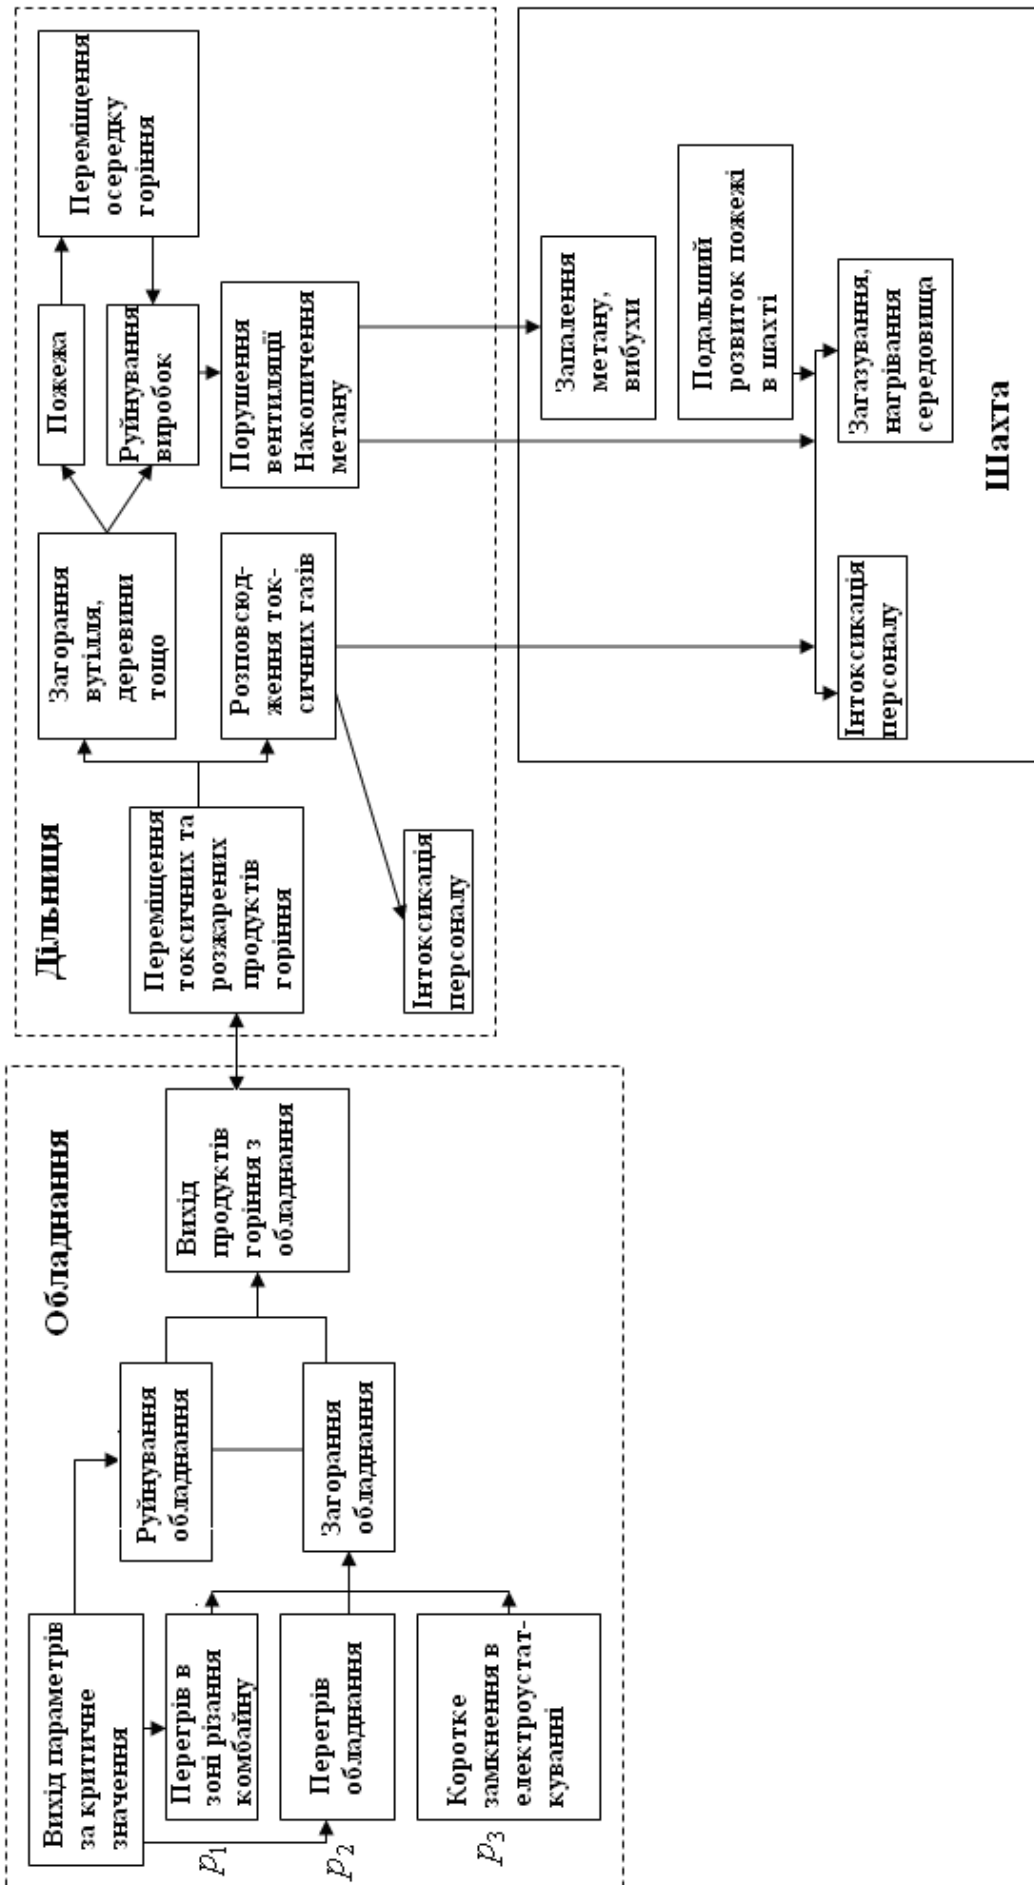 Обладнання
Вихід параметрів
за критичне
значення
Перегрів в
зоні різання
комбайну
p1
Перегрів
обладнання
p2
Коротке
замкнення в
електроустат-
куванні
p3
Руйнування
обладнання
Загорання
обладнання
Вихід
продуктів
горіння з
обладнання
Дільниця
Переміщення
токсичних та
розжарених
продуктів
горіння
Загорання
вугілля,
деревини
тощо
Розповсюд-
ження ток-
сичних газів
Інтоксикація
персоналу
Пожежа
Переміщення
осередку
горіння
Руйнування
виробок
Порушення
вентиляції
Накопичення
метану
Запалення
метану,
вибухи
Подальший
розвиток пожежі
в шахті
Загазування,
нагрівання
середовища
Інтоксикація
персоналу
Шахта